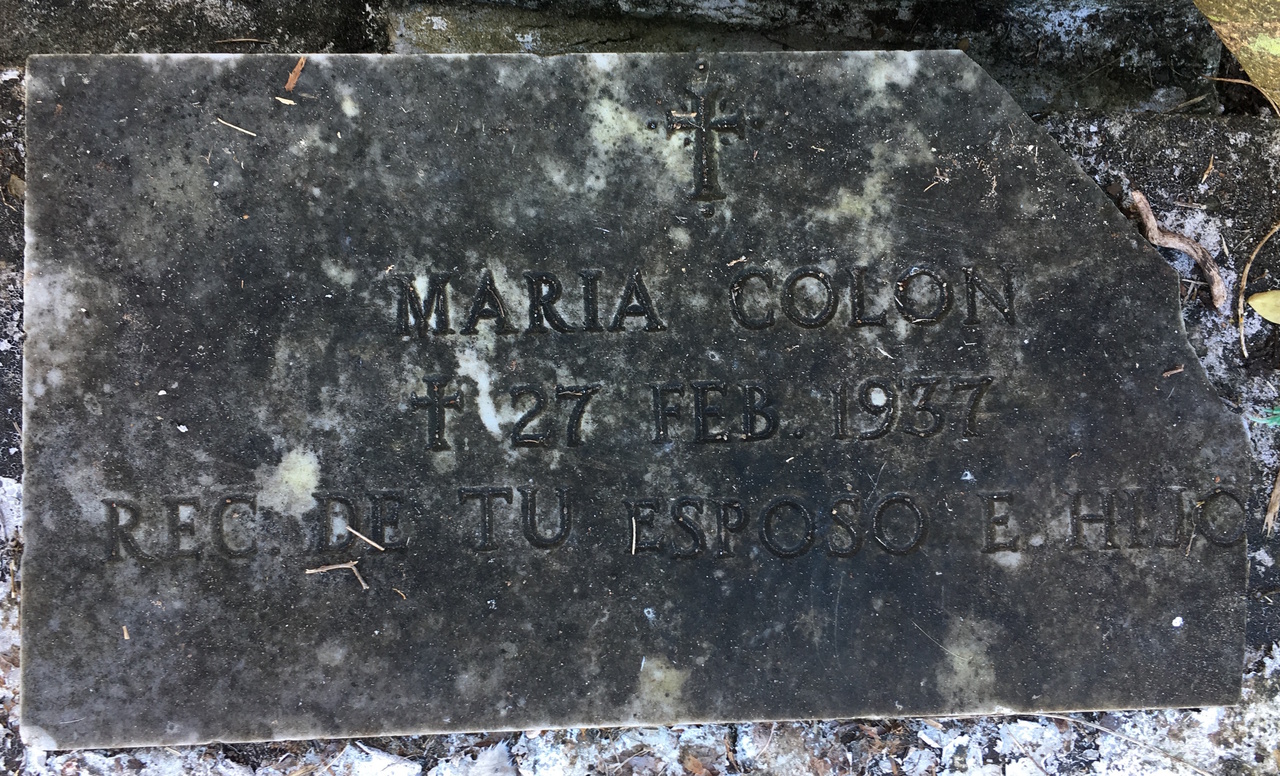 MARIA COLON
† 27 FEB. 1937
REC. DE TU ESPOSO E. HIJO